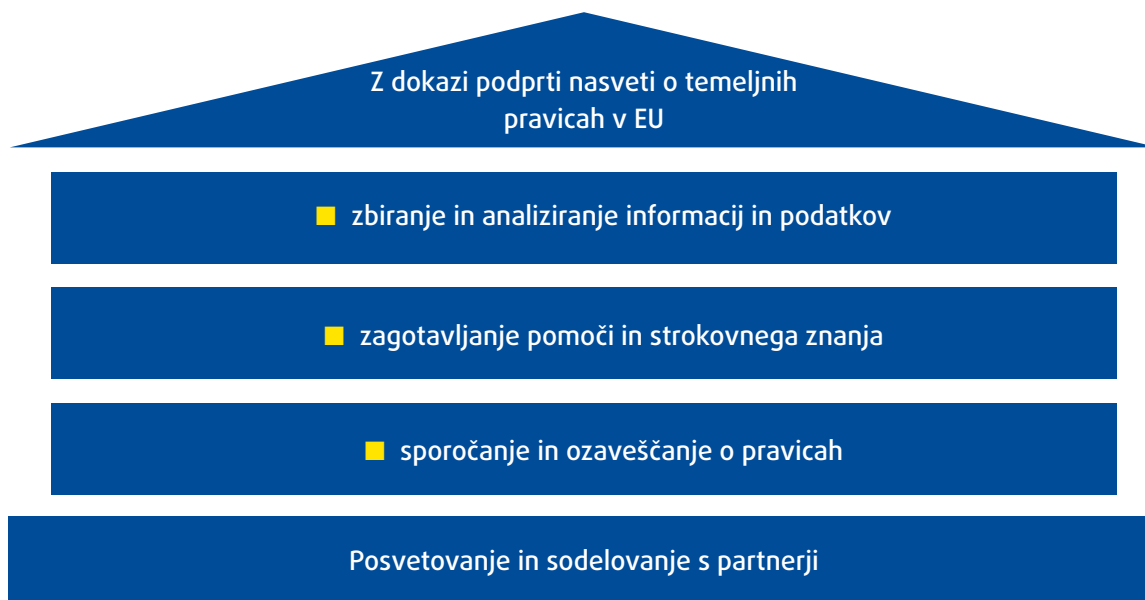 Z dokazi podprti nasveti o temeljnih
pravicah v EU
zbiranje in analiziranje informacij in podatkov
zagotavljanje pomoči in strokovnega znanja
sporočanje in ozaveščanje o pravicah
Posvetovanje in sodelovanje s partnerji